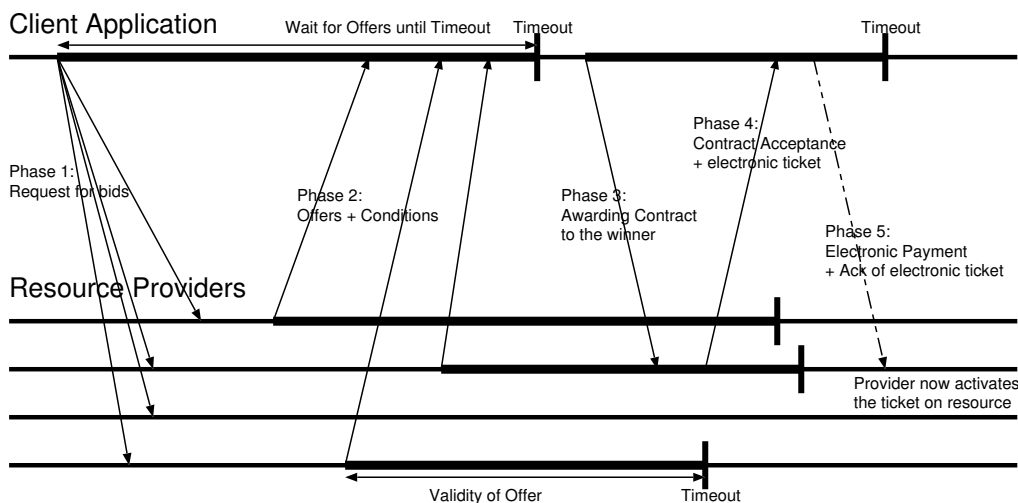 Client Application
Wait for Offers until Timeout
Timeout
Timeout
Phase 4:
Contract Acceptance
+ electronic ticket
Phase 1:
Request for bids
Phase 2:
Offers + Conditions
Phase 3:
Awarding Contract
to the winner
Phase 5:
Electronic Payment
+ Ack of electronic ticket
Resource Providers
Provider now activates
the ticket on resource
Validity of Offer
Timeout